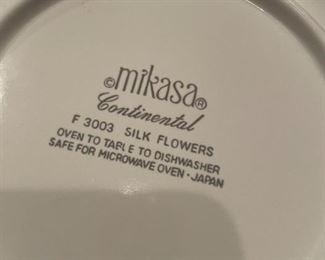 ©mikasa®
Continental
F 3003 SILK FLOWERS
OVEN TO TABLE TO DISHWASHER
SAFE FOR MICROWAVE OVEN · JAPAN